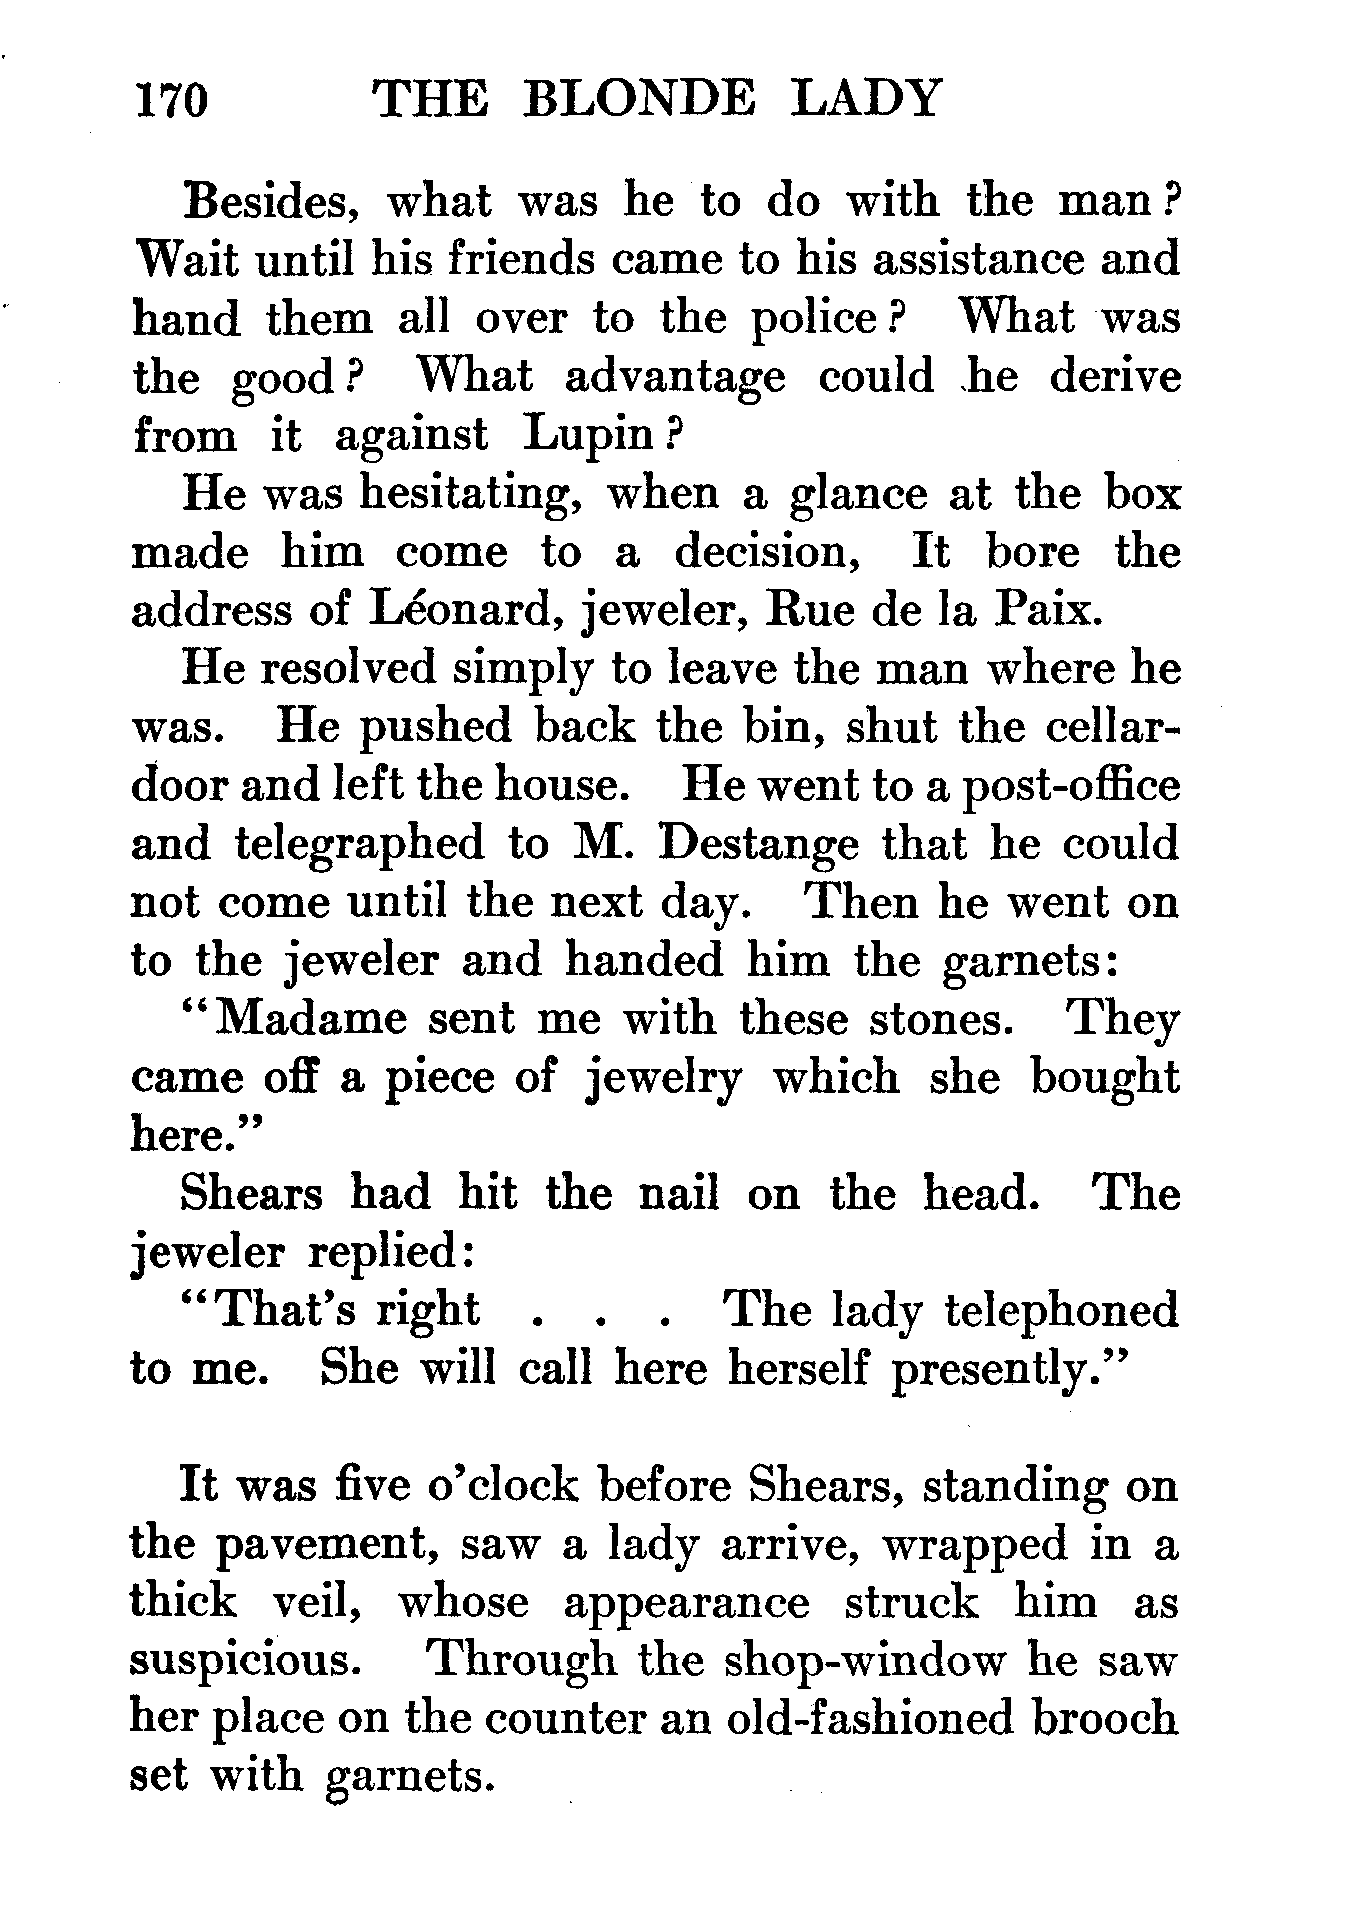 170 THE BLONDE LADY
Besides, what was he to do with the man?
Wait until his friends came to his assistance and
hand them all over to the police? What was
the good? What advantage could he derive
from it against Lupin?
He was hesitating, when a glance at the box
made him come to a decision, It bore the
address of Léonard, jeweler, Rue de la Paix.
He resolved simply to leave the man where he
was. He pushed back the bin, shut the cellar-
door and left the house. He went to a post-office
and telegraphed to M. Destange that he could
not come until the next day. Then he went on
to the jeweler and handed him the garnets:
“Madame sent me with these stones. They
came off a piece of jewelry which she bought
here.”
Shears had hit the nail on the head. The
jeweler replied:
“That’s right . . . The lady telephoned
to me. She will call here herself presently.”
It was five o’clock before Shears, standing on
the pavement, saw a lady arrive, wrapped in a
thick veil, whose appearance struck him as
suspicious. Through the shop-window he saw
her place on the counter an old-fashioned brooch
set with garnets.